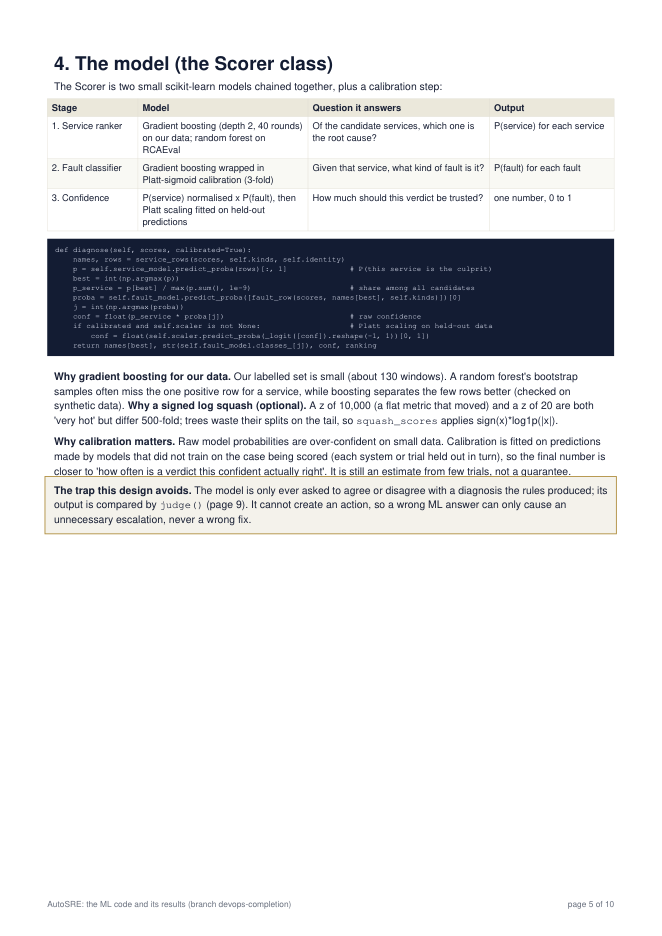 4. The model (the Scorer class)
The Scorer is two small scikit-learn models chained together, plus a calibration step:
Stage Model Question it answers Output
1. Service ranker Gradient boosting (depth 2, 40 rounds) Of the candidate services, which one is P(service) for each service
on our data; random forest on the root cause?
RCAEval
2. Fault classifier Gradient boosting wrapped in Given that service, what kind of fault is it? P(fault) for each fault
Platt-sigmoid calibration (3-fold)
3. Confidence P(service) normalised x P(fault), then How much should this verdict be trusted? one number, 0 to 1
Platt scaling fitted on held-out
predictions
def diagnose(self, scores, calibrated=True):
    names, rows = service_rows(scores, self.kinds, self.identity)
    p = self.service_model.predict_proba(rows)[:, 1] # P(this service is the culprit)
    best = int(np.argmax(p))
    p_service = p[best] / max(p.sum(), 1e-9) # share among all candidates
    proba = self.fault_model.predict_proba([fault_row(scores, names[best], self.kinds)])[0]
    j = int(np.argmax(proba))
    conf = float(p_service * proba[j]) # raw confidence
    if calibrated and self.scaler is not None: # Platt scaling on held-out data
        conf = float(self.scaler.predict_proba(_logit([conf]).reshape(-1, 1))[0, 1])
    return names[best], str(self.fault_model.classes_[j]), conf, ranking
Why gradient boosting for our data. Our labelled set is small (about 130 windows). A random forest's bootstrap
samples often miss the one positive row for a service, while boosting separates the few rows better (checked on
synthetic data). Why a signed log squash (optional). A z of 10,000 (a flat metric that moved) and a z of 20 are both
'very hot' but differ 500-fold; trees waste their splits on the tail, so squash_scores applies sign(x)*log1p(|x|).
Why calibration matters. Raw model probabilities are over-confident on small data. Calibration is fitted on predictions
made by models that did not train on the case being scored (each system or trial held out in turn), so the final number is
closer to 'how often is a verdict this confident actually right'. It is still an estimate from few trials, not a guarantee.
The trap this design avoids. The model is only ever asked to agree or disagree with a diagnosis the rules produced; its
output is compared by judge() (page 9). It cannot create an action, so a wrong ML answer can only cause an
unnecessary escalation, never a wrong fix.
AutoSRE: the ML code and its results (branch devops-completion) page 5 of 10